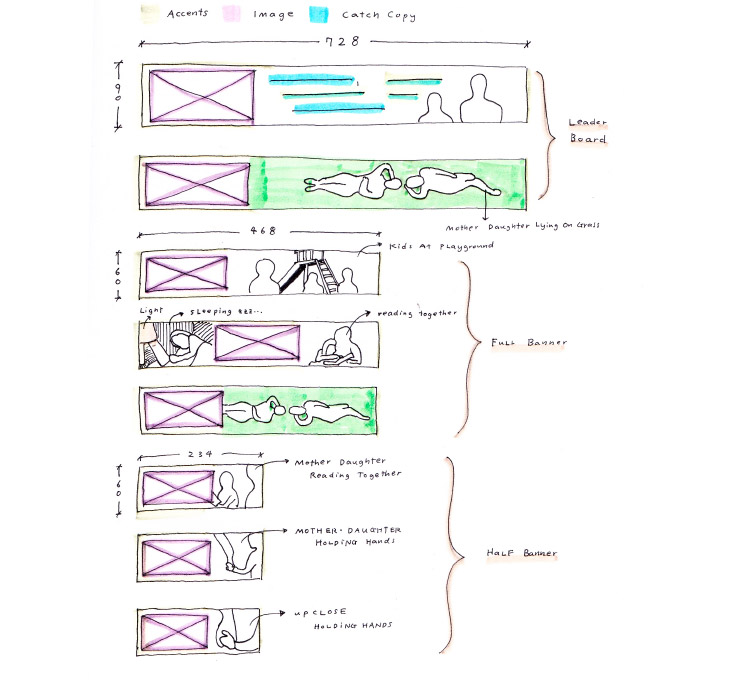 Accents
Image
Catch Copy
728
90
Leader
Board
Mother Daughter Lying On Grass
468
60
Kids At Playground
Light
Sleeping zzz...
reading together
Full Banner
234
60
Mother Daughter
Reading Together
MOTHER - DAUGHTER
HOLDING Hands
Half Banner
up CLOSE
HOLDING HANDS